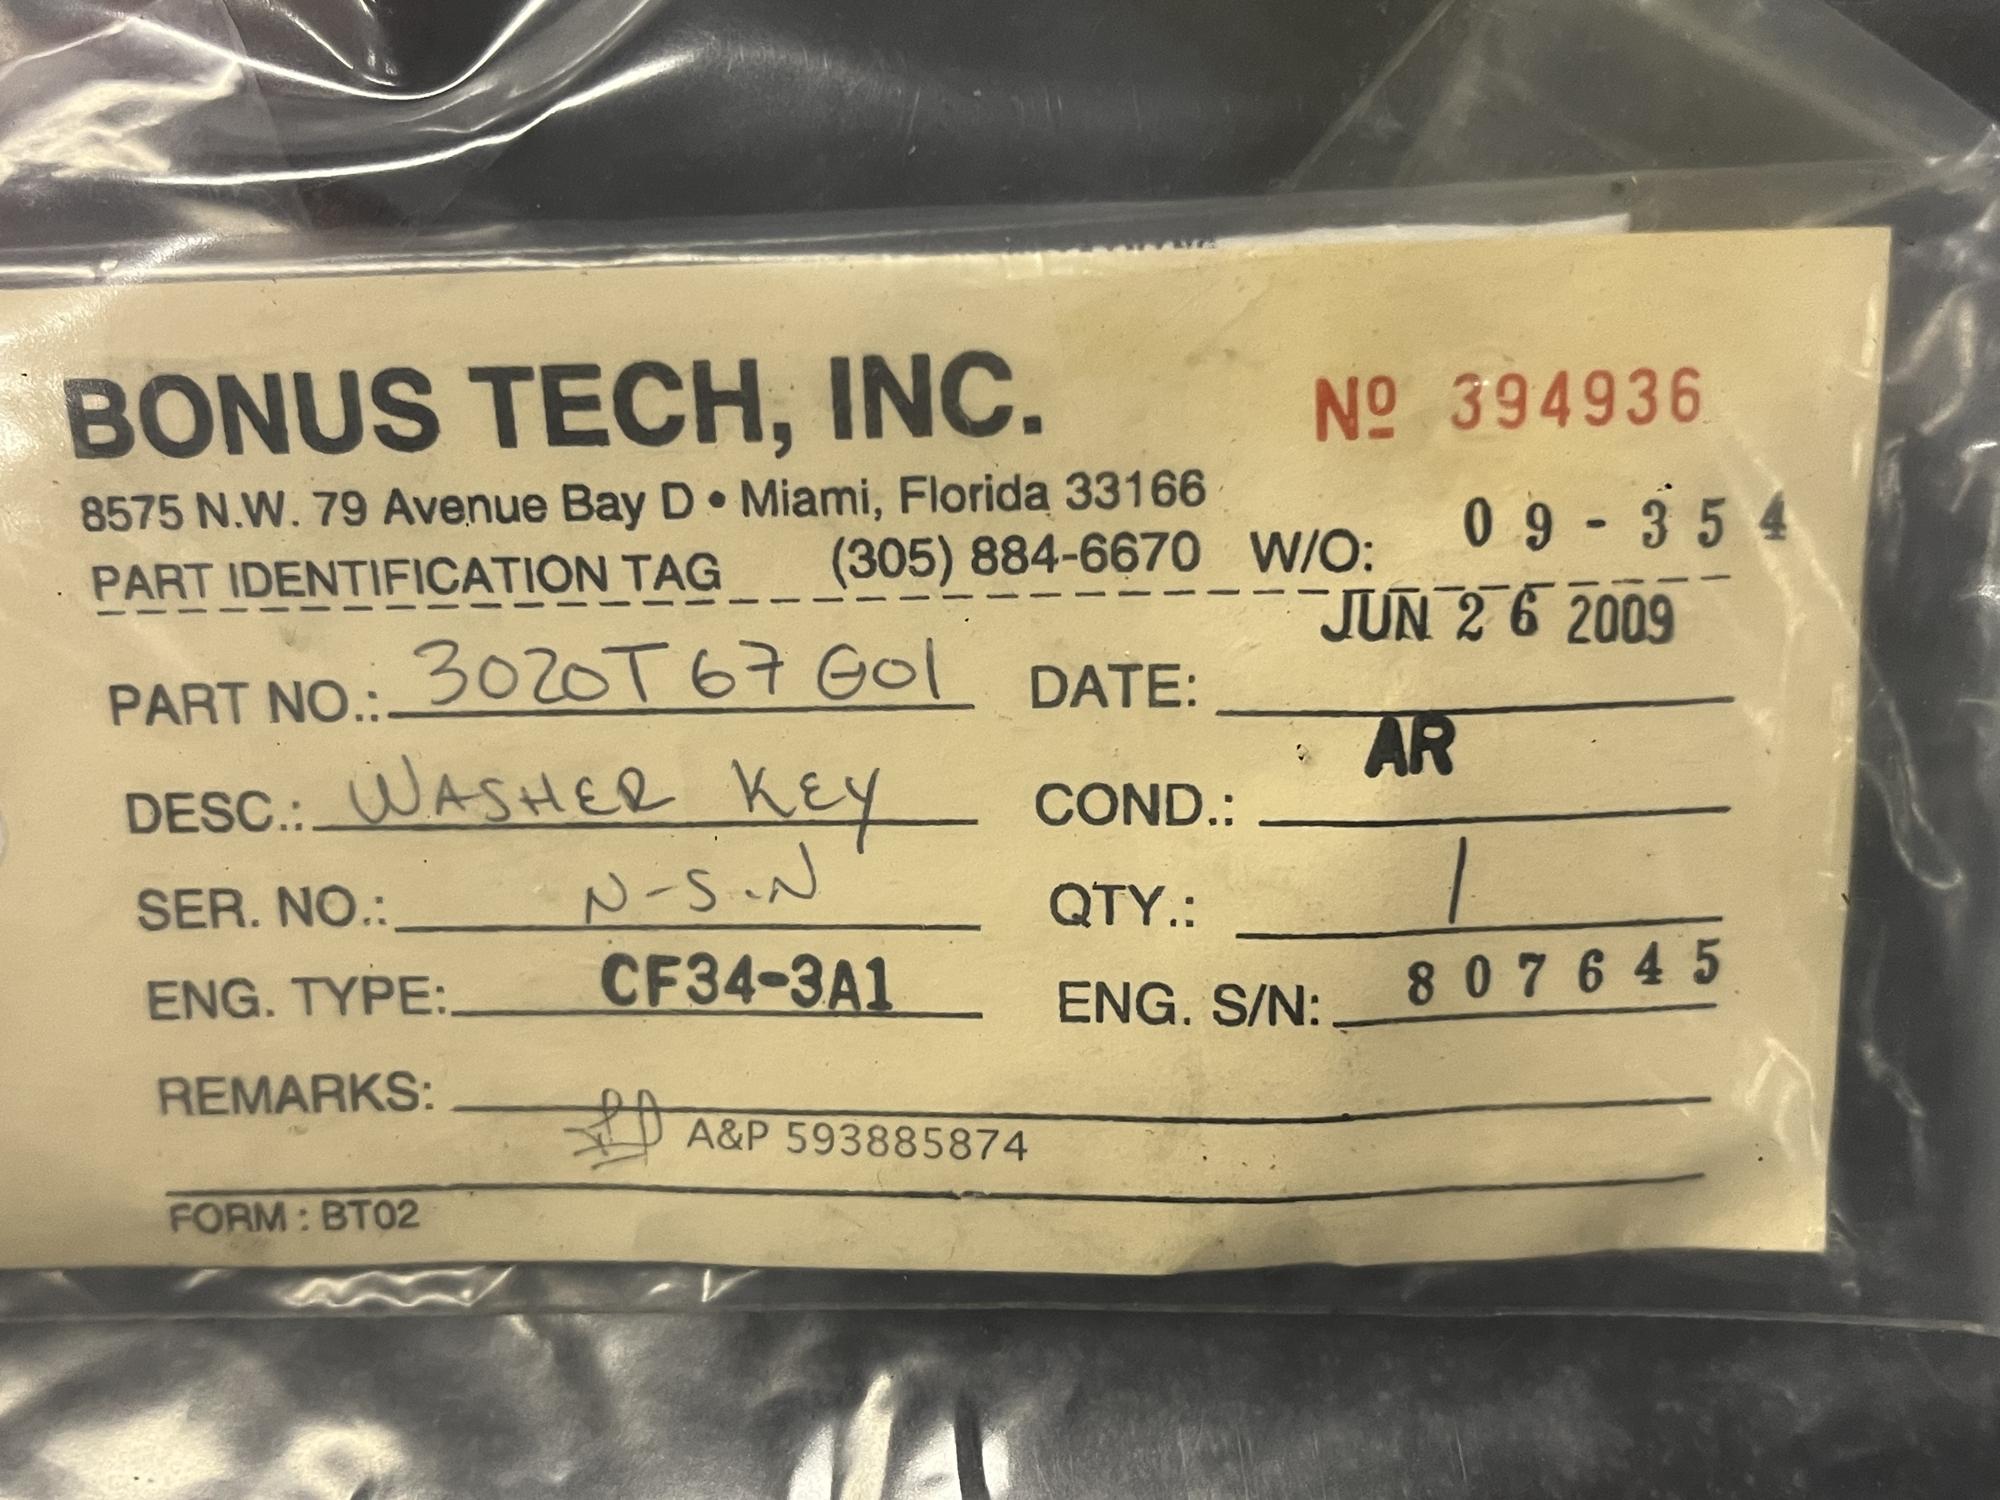 BONUS TECH, INC. Nº 394936
8575 N.W. 79 Avenue Bay D • Miami, Florida 33166
PART IDENTIFICATION TAG (305) 884-6670 W/O: 09-354
PART NO.: 3020T67G01 DATE: JUN 26 2009
DESC.: WASHER KEY COND.: AR
SER. NO.: N-S-N QTY.: 1
ENG. TYPE: CF34-3A1 ENG. S/N: 807645
REMARKS:
A&P 593885874
FORM : BT02